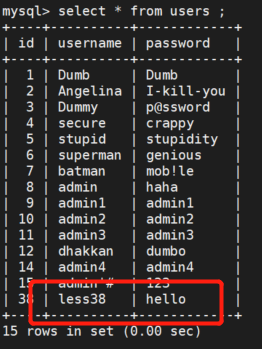 mysql> select * from users ;
+----+----------+------------+
| id | username | password   |
+----+----------+------------+
|  1 | Dumb     | Dumb       |
|  2 | Angelina | I-kill-you |
|  3 | Dummy    | p@ssword   |
|  4 | secure   | crappy     |
|  5 | stupid   | stupidity  |
|  6 | superman | genious    |
|  7 | batman   | mob!le     |
|  8 | admin    | haha       |
|  9 | admin1   | admin1     |
| 10 | admin2   | admin2     |
| 11 | admin3   | admin3     |
| 12 | dhakkan  | dumbo      |
| 14 | admin4   | admin4     |
| 15 | admin'#  | 123        |
| 38 | less38   | hello      |
+----+----------+------------+
15 rows in set (0.00 sec)